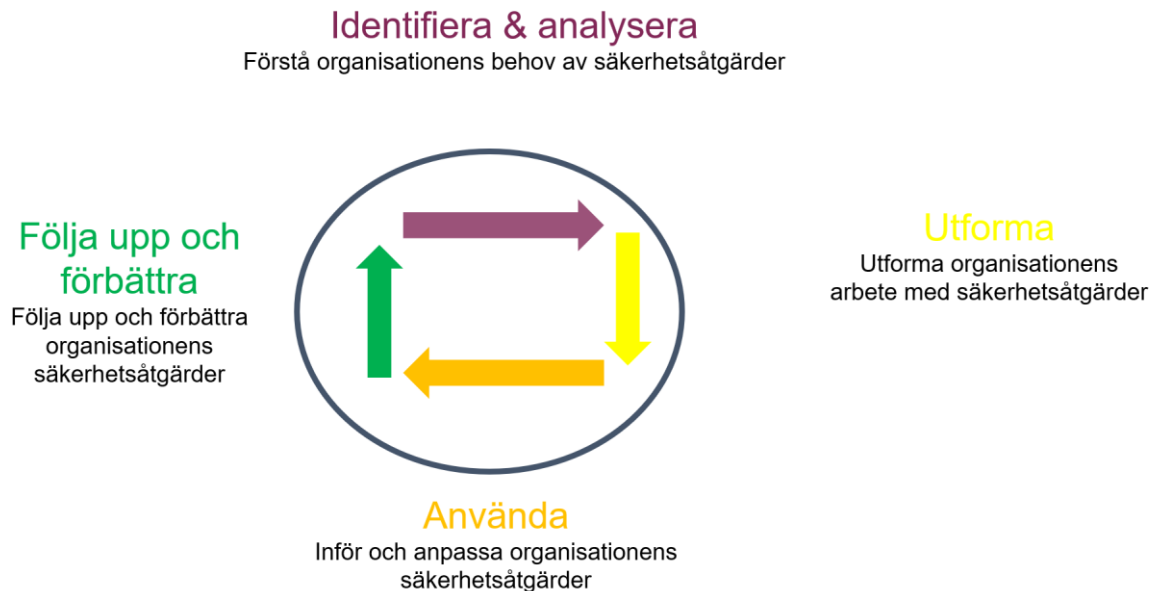 Identifiera & analysera
Förstå organisationens behov av säkerhetsåtgärder
Följa upp och
förbättra
Följa upp och förbättra
organisationens
säkerhetsåtgärder
Utforma
Utforma organisationens
arbete med säkerhetsåtgärder
Använda
Inför och anpassa organisationens
säkerhetsåtgärder